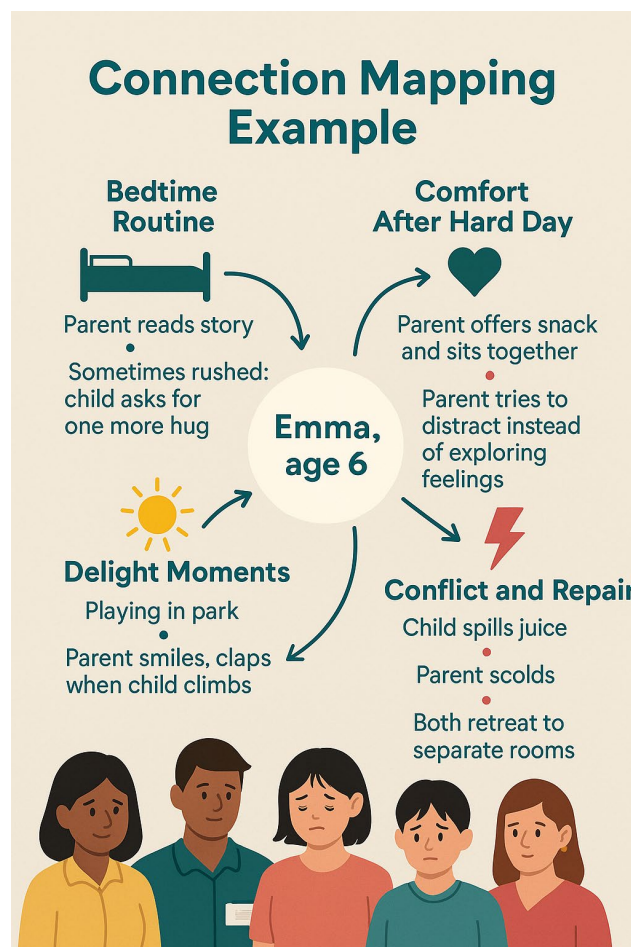 Connection Mapping
Example
Bedtime
Routine
Parent reads story
•
Sometimes rushed:
child asks for
one more hug
Comfort
After Hard Day
Parent offers snack
and sits together
•
Parent tries to
distract instead
of exploring
feelings
Emma,
age 6
Delight Moments
Playing in park
•
Parent smiles, claps
when child climbs
Conflict and Repair
Child spills juice
•
Parent scolds
•
Both retreat to
separate rooms